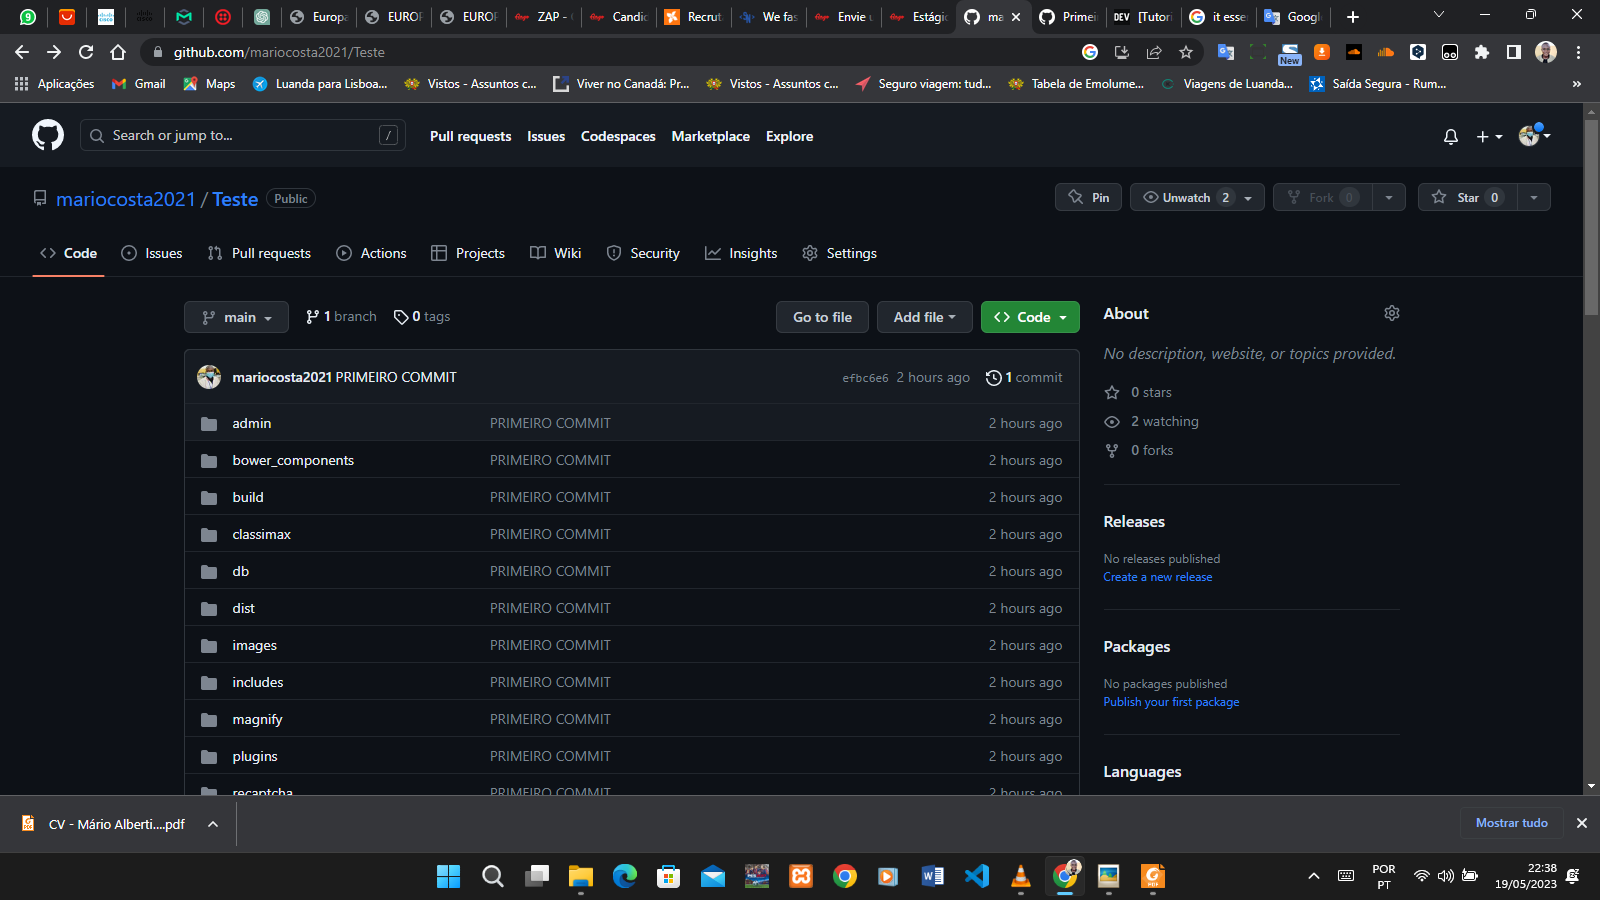 Europa
EUROP
EUROP
ZAP -
Candic
Recrut
We fas
Envie u
Estágic
ma
Primei
DEV
[Tutori
it esse
Google
github.com/mariocosta2021/Teste
New
Aplicações
Gmail
Maps
Luanda para Lisboa...
Vistos - Assuntos c...
Viver no Canadá: Pr...
Vistos - Assuntos c...
Seguro viagem: tud...
Tabela de Emolume...
Viagens de Luanda...
Saída Segura - Rum...
»
Search or jump to...
/
Pull requests
Issues
Codespaces
Marketplace
Explore
mariocosta2021 / Teste
Public
Pin
Unwatch 2
Fork 0
Star 0
Code
Issues
Pull requests
Actions
Projects
Wiki
Security
Insights
Settings
main
1 branch
0 tags
Go to file
Add file
Code
mariocosta2021 PRIMEIRO COMMIT
efbc6e6 2 hours ago
1 commit
admin PRIMEIRO COMMIT 2 hours ago
bower_components PRIMEIRO COMMIT 2 hours ago
build PRIMEIRO COMMIT 2 hours ago
classimax PRIMEIRO COMMIT 2 hours ago
db PRIMEIRO COMMIT 2 hours ago
dist PRIMEIRO COMMIT 2 hours ago
images PRIMEIRO COMMIT 2 hours ago
includes PRIMEIRO COMMIT 2 hours ago
magnify PRIMEIRO COMMIT 2 hours ago
plugins PRIMEIRO COMMIT 2 hours ago
recaptcha PRIMEIRO COMMIT 2 hours ago
About
No description, website, or topics provided.
0 stars
2 watching
0 forks
Releases
No releases published
Create a new release
Packages
No packages published
Publish your first package
Languages
CV - Mário Alberti....pdf
Mostrar tudo
POR
PT
22:38
19/05/2023